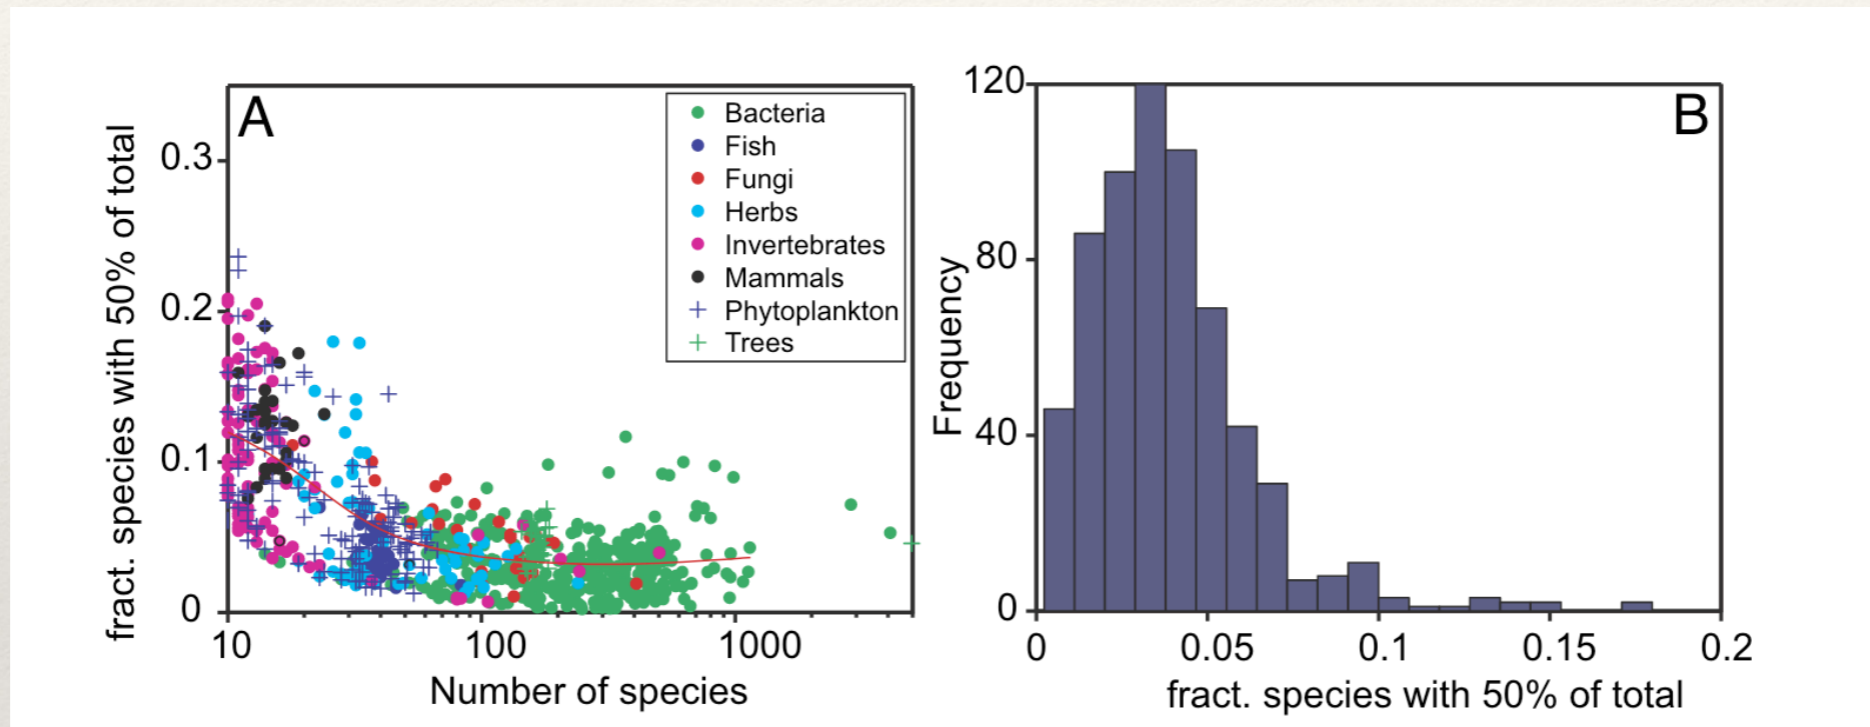 A
fract. species with 50% of total
0.3
0.2
0.1
0
10
100
1000
Number of species
Bacteria
Fish
Fungi
Herbs
Invertebrates
Mammals
Phytoplankton
Trees
B
Frequency
120
80
40
0
0
0.05
0.1
0.15
0.2
fract. species with 50% of total